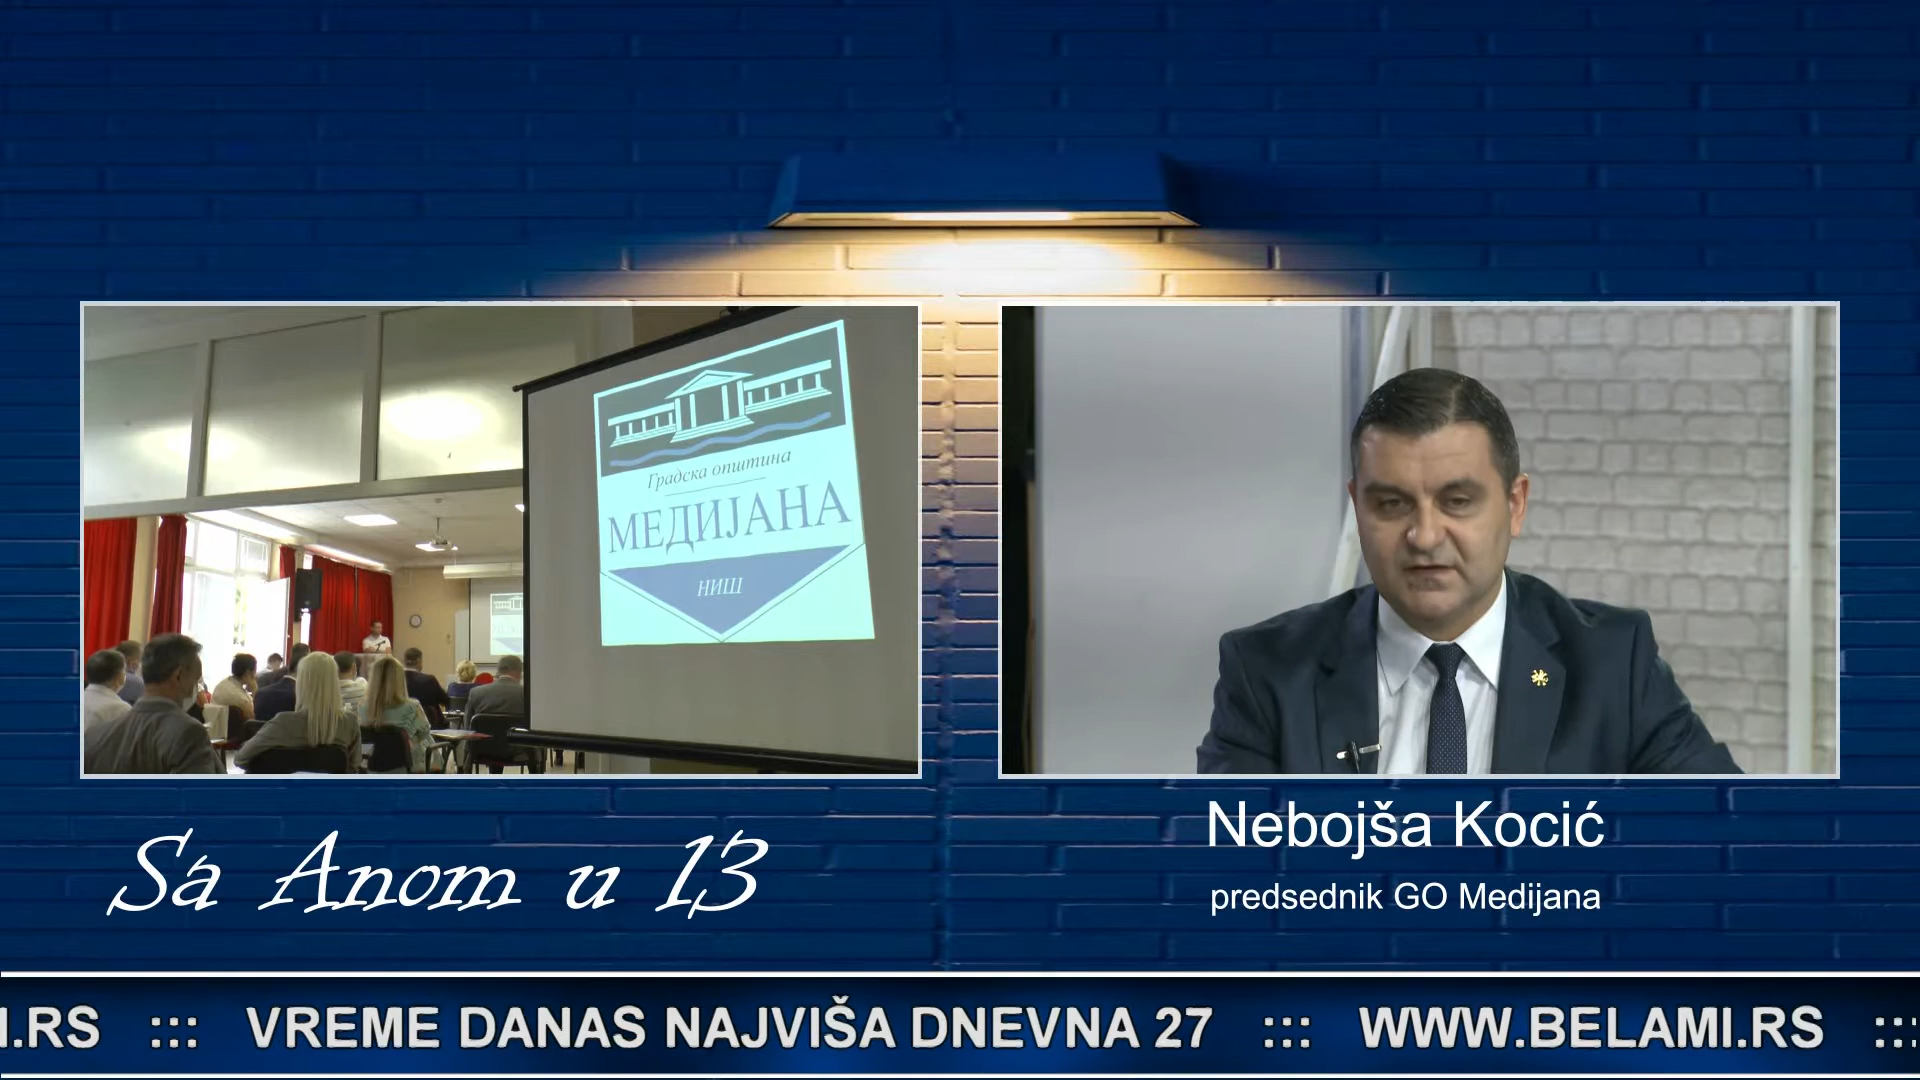 Градска општина
МЕДИЈАНА
НИШ
Sa Anom u 13
Nebojša Kocić
predsednik GO Medijana
I.RS ::: VREME DANAS NAJVIŠA DNEVNA 27 ::: WWW.BELAMI.RS :::